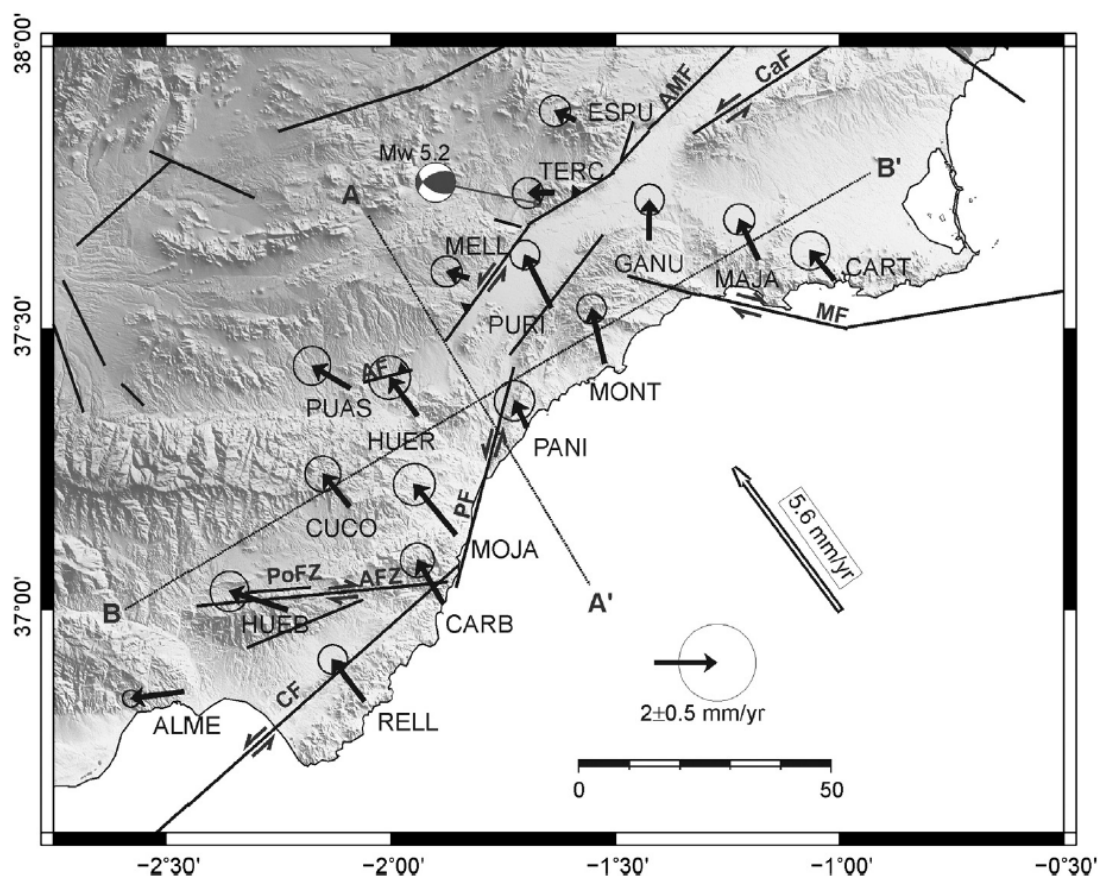 38°00'
37°30'
37°00'
ESPU
AMF
CaF
Mw 5.2
TERC
A
B'
MELL
GANU
MAJA
CART
PURI
MF
AF
PUAS
MONT
HUER
PANI
CUCO
PF
MOJA
5.6 mm/yr
PoFZ
AFZ
B
HUEB
CARB
A'
CF
ALME
RELL
2±0.5 mm/yr
0
50
−2°30'
−2°00'
−1°30'
−1°00'
−0°30'